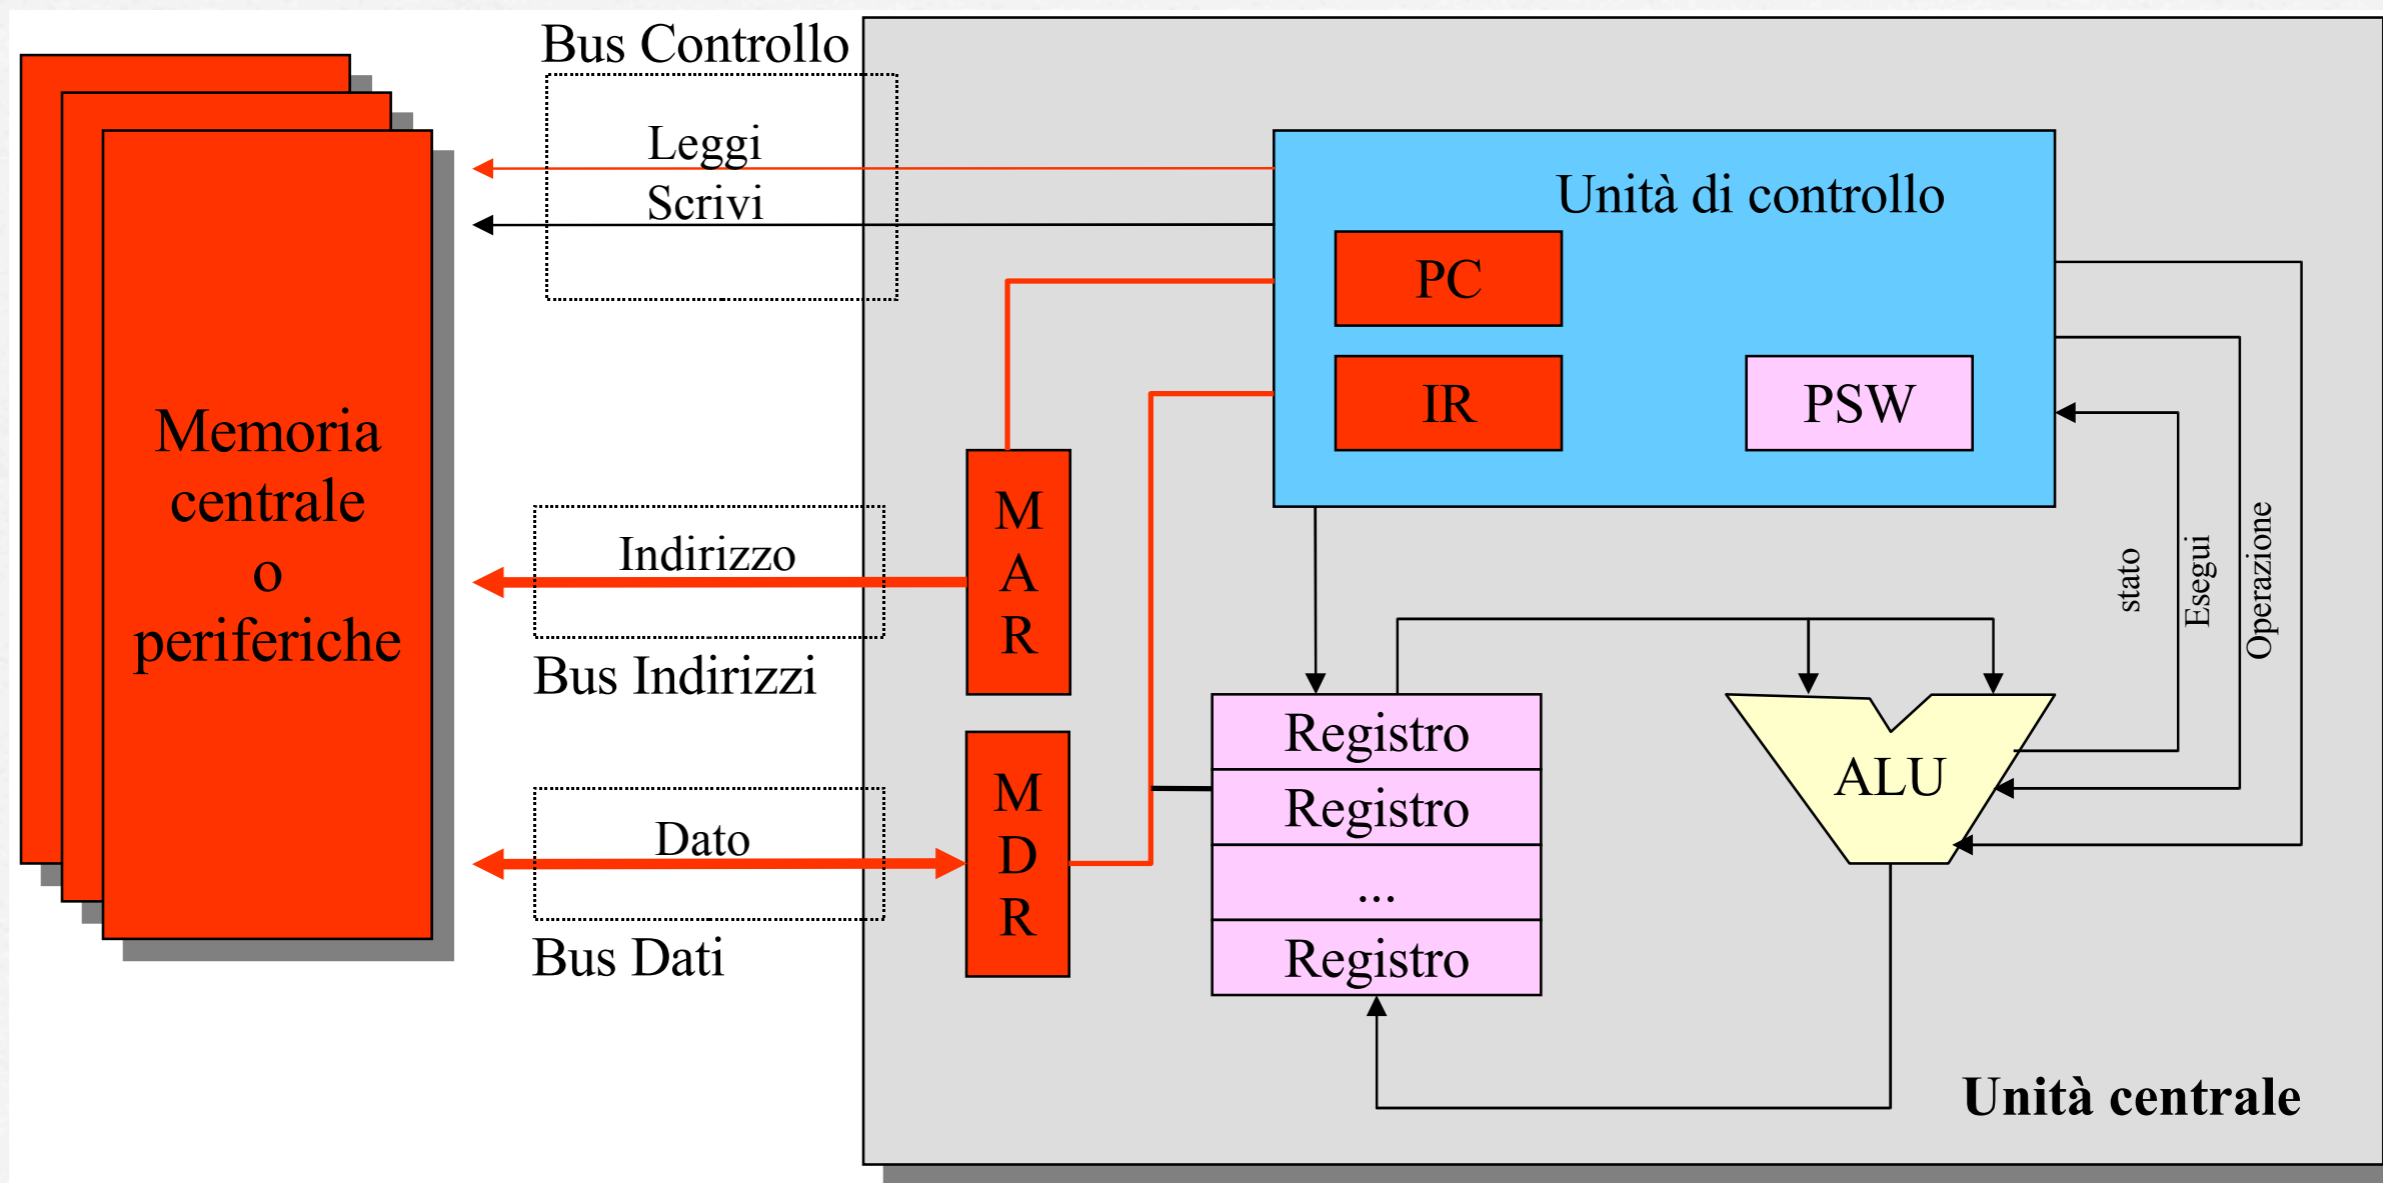 Bus Controllo
Leggi
Scrivi
Unità di controllo
PC
IR
PSW
Memoria
centrale
o
periferiche
Indirizzo
Bus Indirizzi
M
A
R
stato
Esegui
Operazione
Dato
Bus Dati
M
D
R
Registro
Registro
...
Registro
ALU
Unità centrale